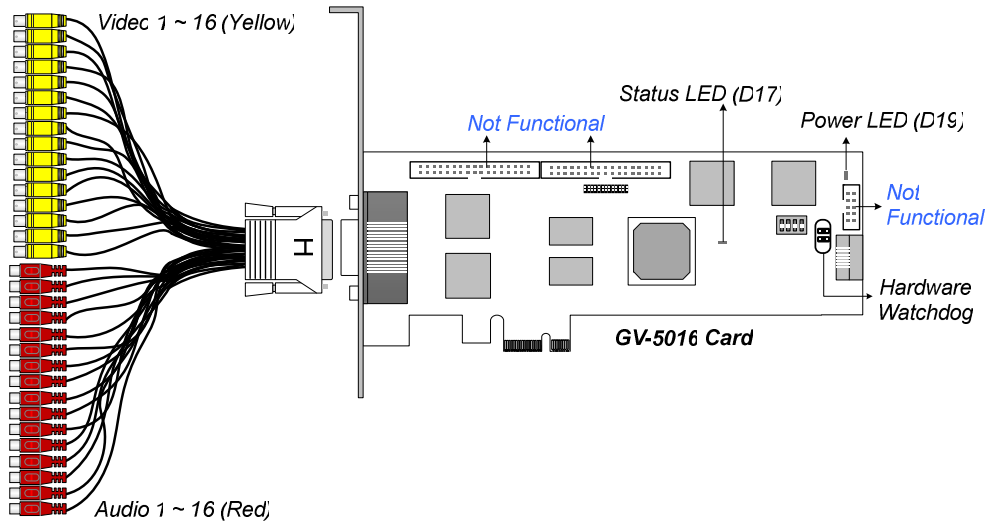 Video 1 ~ 16 (Yellow)
Status LED (D17)
Not Functional
Power LED (D19)
Not
Functional
H
Hardware
Watchdog
GV-5016 Card
Audio 1 ~ 16 (Red)